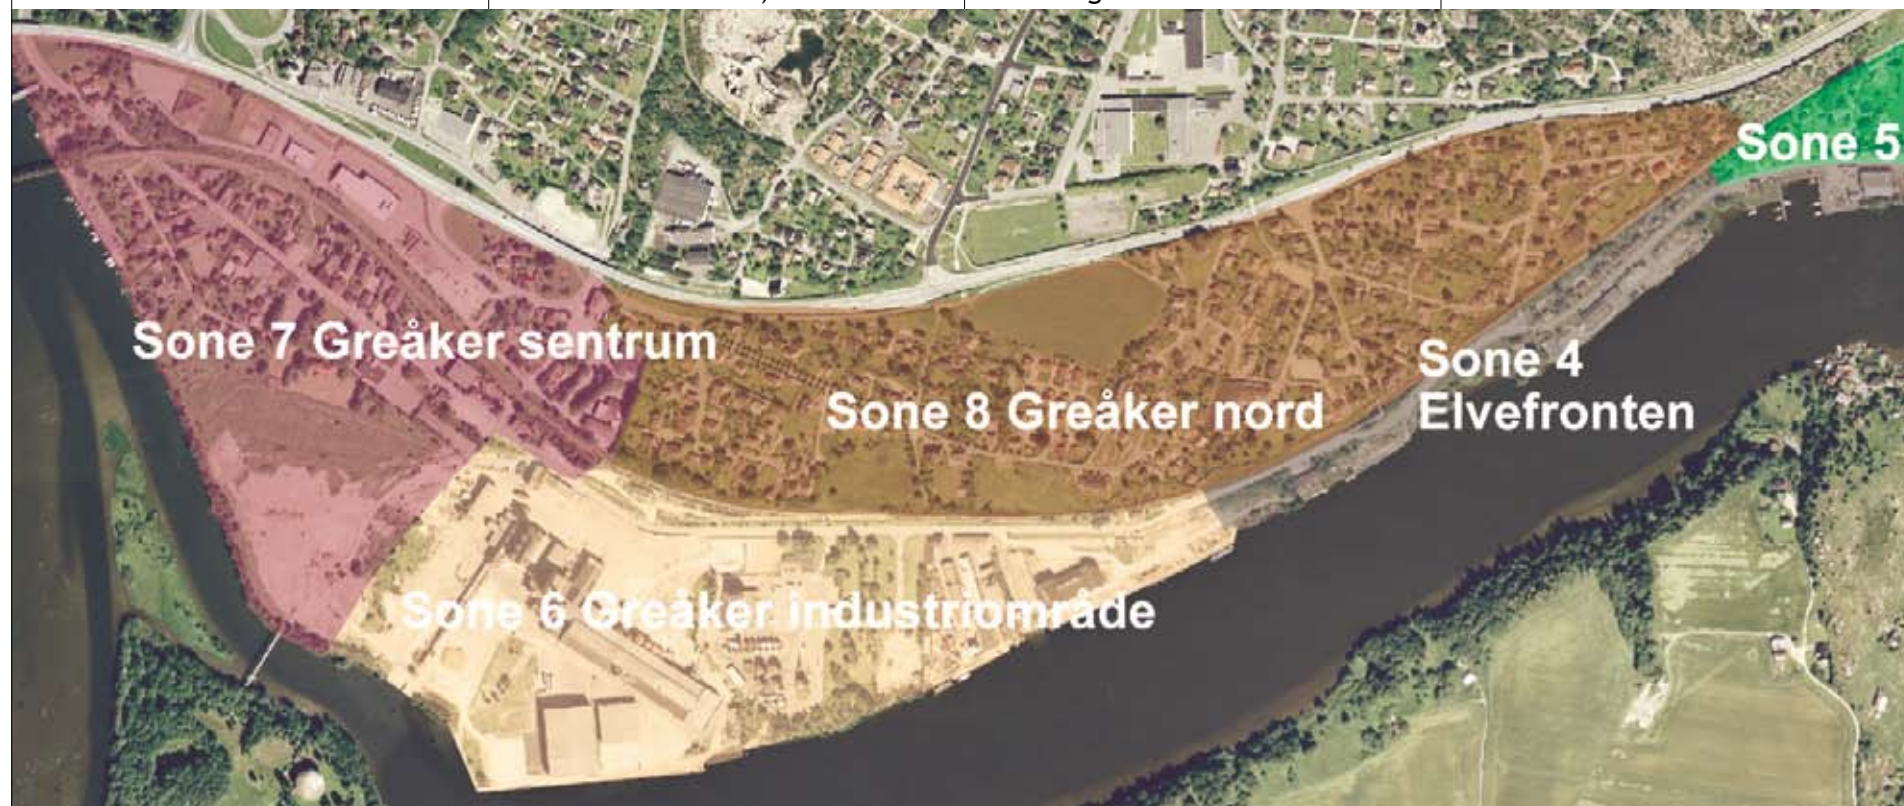 Sone 5
Sone 7 Greåker sentrum
Sone 4
Elvefronten
Sone 8 Greåker nord
Sone 6 Greåker industriområde